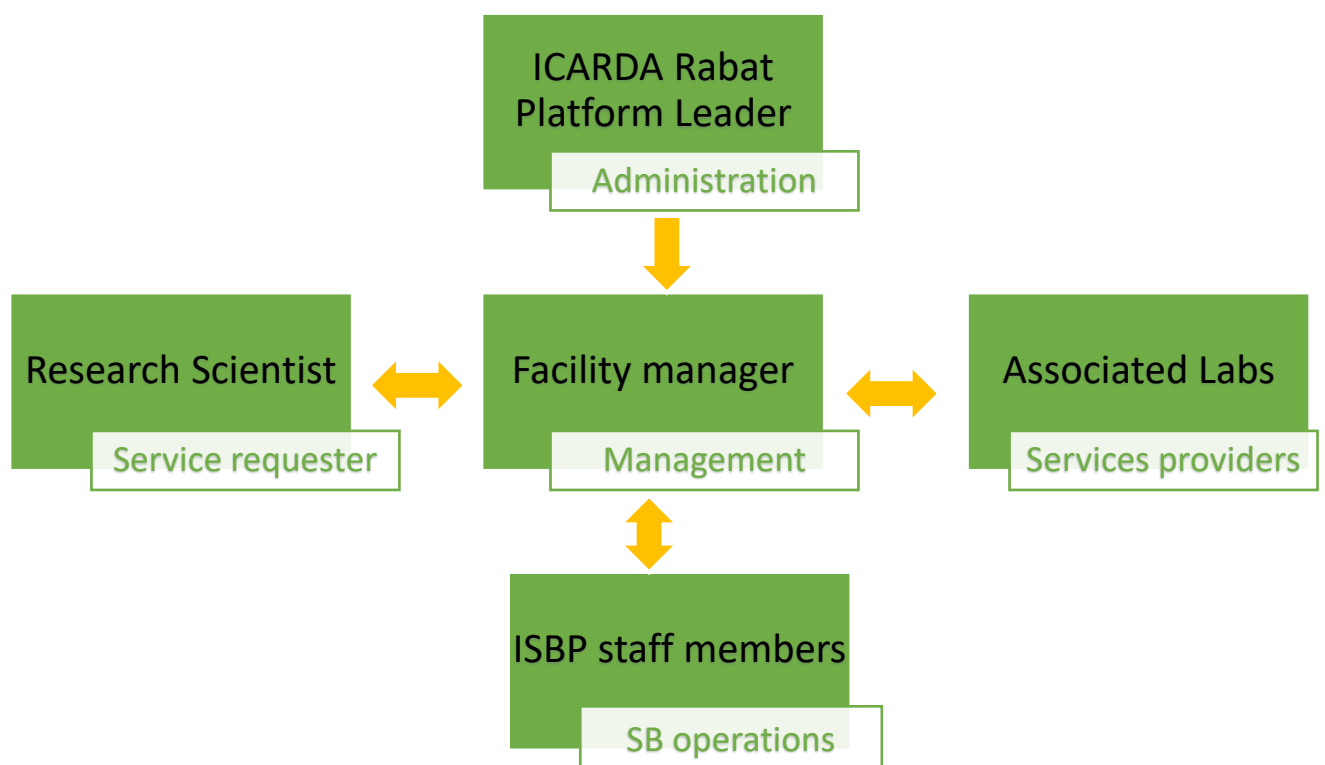 ICARDA Rabat
Platform Leader
Administration
Research Scientist
Service requester
Facility manager
Management
Associated Labs
Services providers
ISBP staff members
SB operations